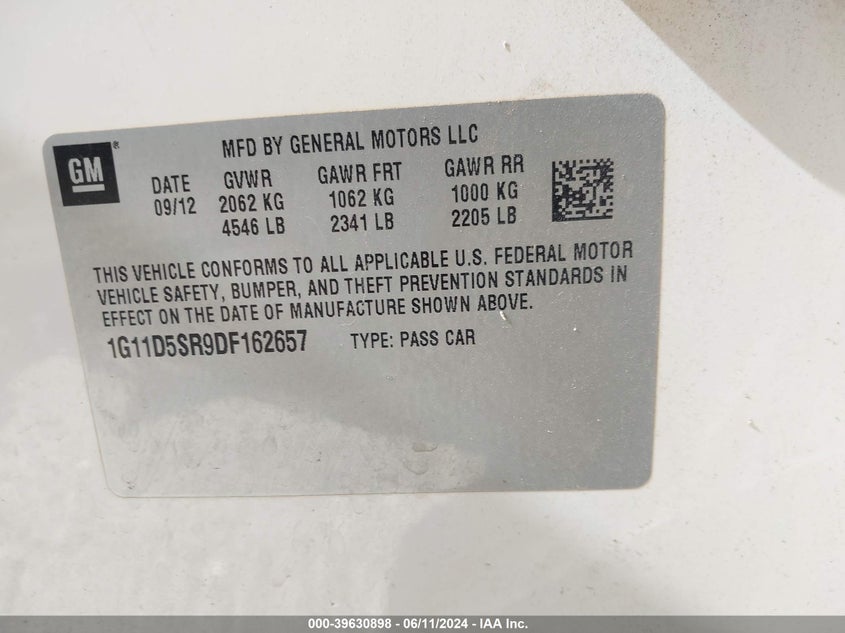 GM®
MFD BY GENERAL MOTORS LLC
DATE GVWR GAWR FRT GAWR RR
09/12 2062 KG 1062 KG 1000 KG
4546 LB 2341 LB 2205 LB
THIS VEHICLE CONFORMS TO ALL APPLICABLE U.S. FEDERAL MOTOR
VEHICLE SAFETY, BUMPER, AND THEFT PREVENTION STANDARDS IN
EFFECT ON THE DATE OF MANUFACTURE SHOWN ABOVE.
1G11D5SR9DF162657 TYPE: PASS CAR
000-39630898 - 06/11/2024 - IAA Inc.